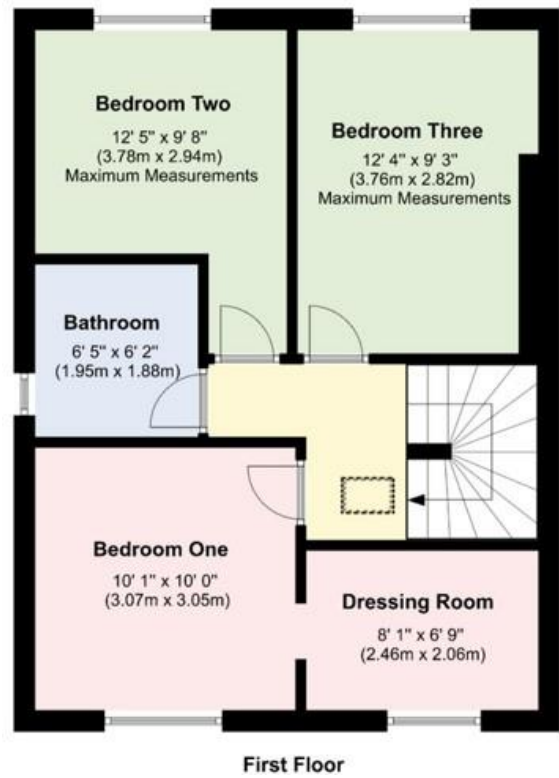 Bedroom Two
12' 5" x 9' 8"
(3.78m x 2.94m)
Maximum Measurements
Bedroom Three
12' 4" x 9' 3"
(3.76m x 2.82m)
Maximum Measurements
Bathroom
6' 5" x 6' 2"
(1.95m x 1.88m)
Bedroom One
10' 1" x 10' 0"
(3.07m x 3.05m)
Dressing Room
8' 1" x 6' 9"
(2.46m x 2.06m)
First Floor